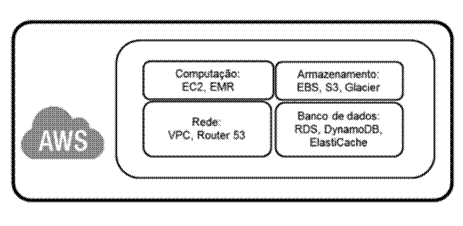 AWS
Computação:
EC2, EMR
Armazenamento:
EBS, S3, Glacier
Rede:
VPC, Router 53
Banco de dados:
RDS, DynamoDB,
ElastiCache